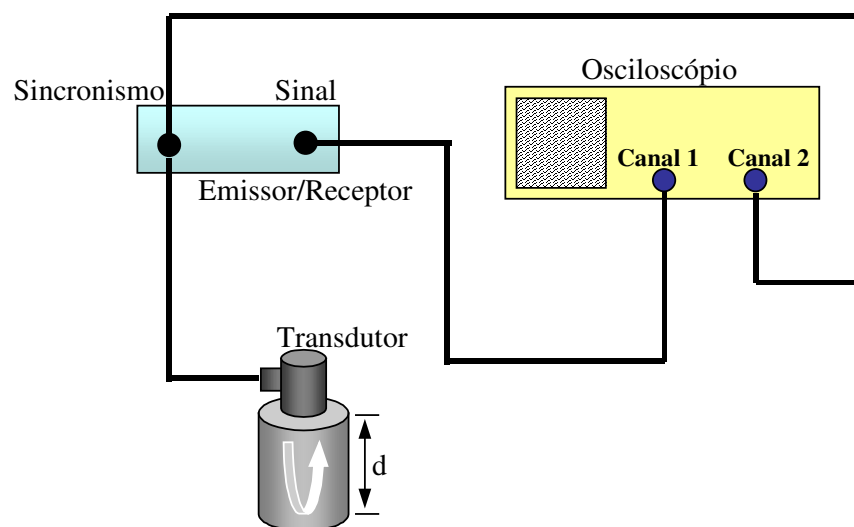 Osciloscópio
Sincronismo
Sinal
Canal 1
Canal 2
Emissor/Receptor
Transdutor
d